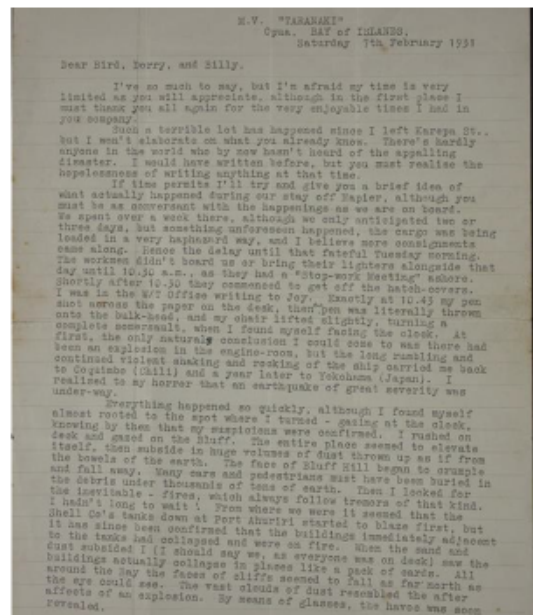 M.V. "TARANAKI"
Opua. BAY of ISLANDS.
Saturday 7th February 1931
Dear Bird, Derry, and Billy.
I've so much to say, but I'm afraid my time is very
limited as you will appreciate, although in the first place I
must thank you all again for the very enjoyable times I had in
you company.
Such a terrible lot has happened since I left Karepa St..
but I won't elaborate on what you already know. There's hardly
anyone in the world who by now hasn't heard of the appalling
disaster. I would have written before, but you must realise the
hopelessness of writing anything at that time.
If time permits I'll try and give you a brief idea of
what actually happened during our stay off Napier, although you
must be as conversant with the happenings as we are on board.
We spent over a week there, although we only anticipated two or
three days, but something unforeseen happened, the cargo was being
loaded in a very haphazard way, and I believe more consignments
came along. Hence the delay until that fateful Tuesday morning.
The workmen didn't board us or bring their lighters alongside that
day until 10.30 a.m., as they had a "Stop-work Meeting" ashore.
Shortly after 10.30 they commenced to get off the hatch-covers.
I was in the W/T Office writing to Joy. Exactly at 10.43 my pen
shot across the paper on the desk, then pen was literally thrown
onto the bulk-head, and my chair lifted slightly, turning a
complete somersault, when I found myself facing the clock. At
first, the only natural conclusion I could come to was there had
been an explosion in the engine-room, but the long rumbling and
continued violent shaking and rocking of the ship carried me back
to Coquimbo (Chili) and a year later to Yokohama (Japan). I
realized to my horror that an earthquake of great severity was
under-way.
Everything happened so quickly, although I found myself
almost rooted to the spot where I turned - gazing at the clock,
knowing by then that my suspicions were confirmed. I rushed on
deck and gazed on the Bluff. The entire place seemed to elevate
itself, then subside in huge volumes of dust thrown up as if from
the bowels of the earth. The face of Bluff Hill began to crumple
and fall away. Many cars and pedestrians must have been buried in
the debris under thousands of tons of earth. Then I looked for
the inevitable - fires, which always follow tremors of that kind.
I hadn't long to wait! From where we were it seemed that the
Shell Co's tanks down at Port Ahuriri started to blaze first, but
it has since been confirmed that the buildings immediately adjacent
to the tanks had collapsed and were on fire. When the sand and
dust subsided I (I should say we, as everyone was on deck) saw the
buildings actually collapse in places like a pack of cards. All
around the Bay the faces of cliffs seemed to fall as far north as
the eye could see. The vast clouds of dust resembled the after
affects of an explosion. By means of glasses, the havoc was soon
revealed.